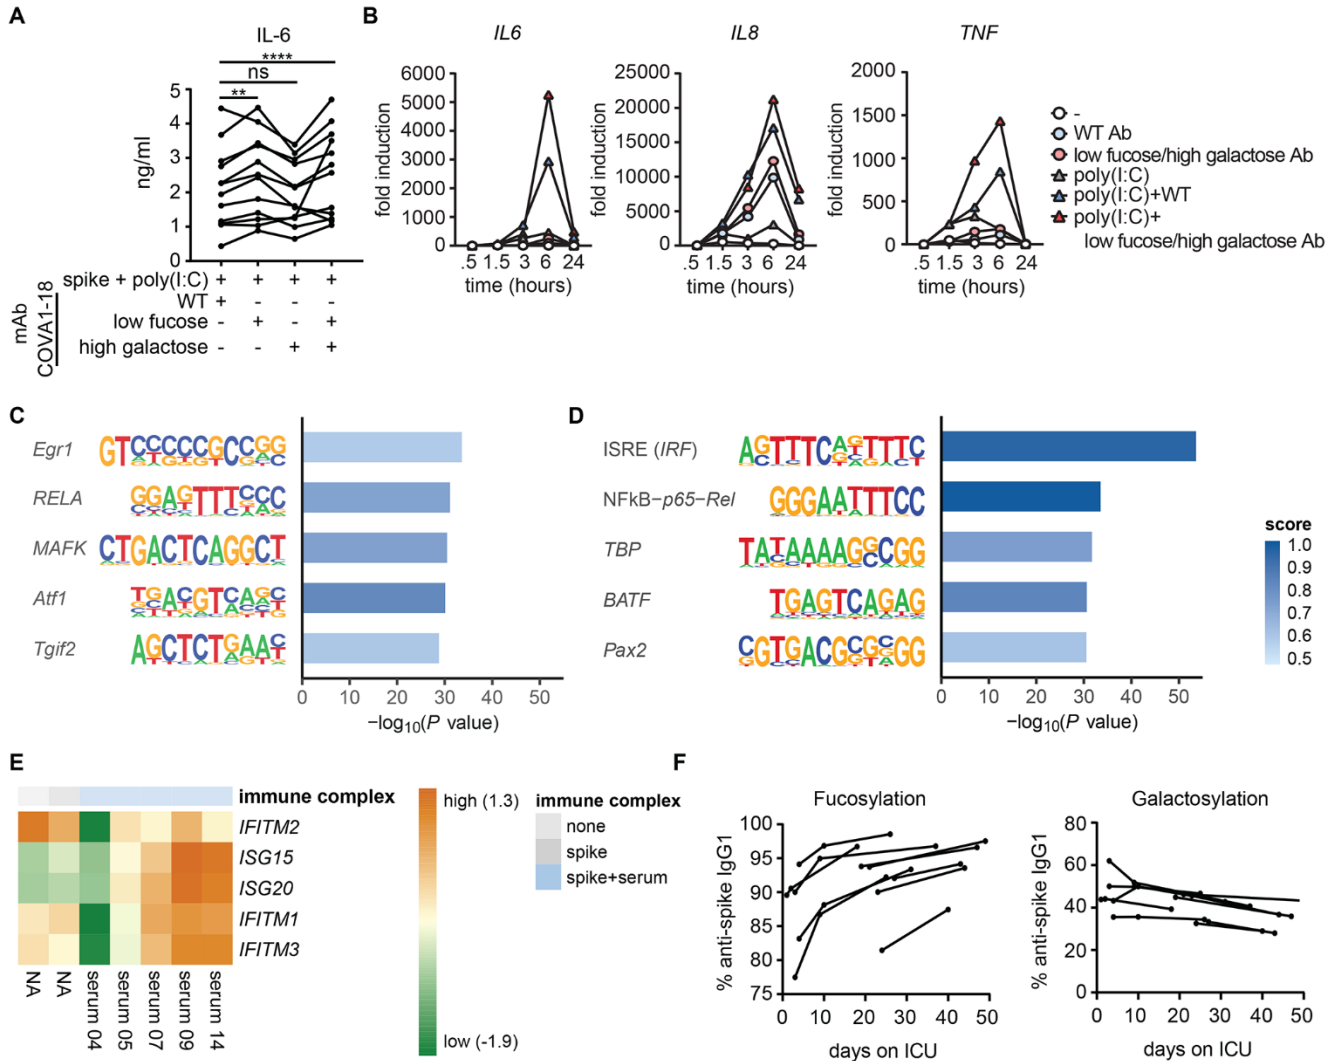 A
IL-6
****
ns
**
ng/ml
5
4
3
2
1
0
spike + poly(I:C) + + + +
WT + - - -
low fucose - + - +
high galactose - - + +
mAb
COVA1-18
B
IL6
fold induction
6000
5000
4000
3000
2000
1000
0
.5 1.5 3 6 24
time (hours)
IL8
fold induction
25000
20000
15000
10000
5000
0
.5 1.5 3 6 24
time (hours)
TNF
fold induction
2000
1500
1000
500
0
.5 1.5 3 6 24
time (hours)
-
WT Ab
low fucose/high galactose Ab
poly(I:C)
poly(I:C)+WT
poly(I:C)+
low fucose/high galactose Ab
C
Egr1
GTCCCCCGCCGG
RELA
GGAGTTTCCC
MAFK
CTGACTCAGGCT
Atf1
TGACGTCAGC
Tgif2
AGCTCTGAAC
0 10 20 30 40 50
−log10(P value)
D
ISRE (IRF)
AGTTTCAGTTTC
NFkB−p65−Rel
GGGAATTTCC
TBP
TATAAAAGCCGG
BATF
TGAGTCAGAG
Pax2
CGTGACGCGCGG
0 10 20 30 40 50
−log10(P value)
score
1.0
0.9
0.8
0.7
0.6
0.5
E
immune complex
IFITM2
ISG15
ISG20
IFITM1
IFITM3
NA NA serum 04 serum 05 serum 07 serum 09 serum 14
high (1.3)
low (-1.9)
immune complex
none
spike
spike+serum
F
Fucosylation
% anti-spike IgG1
100
95
90
85
80
75
0 10 20 30 40 50
days on ICU
Galactosylation
% anti-spike IgG1
80
60
40
20
0
0 10 20 30 40 50
days on ICU